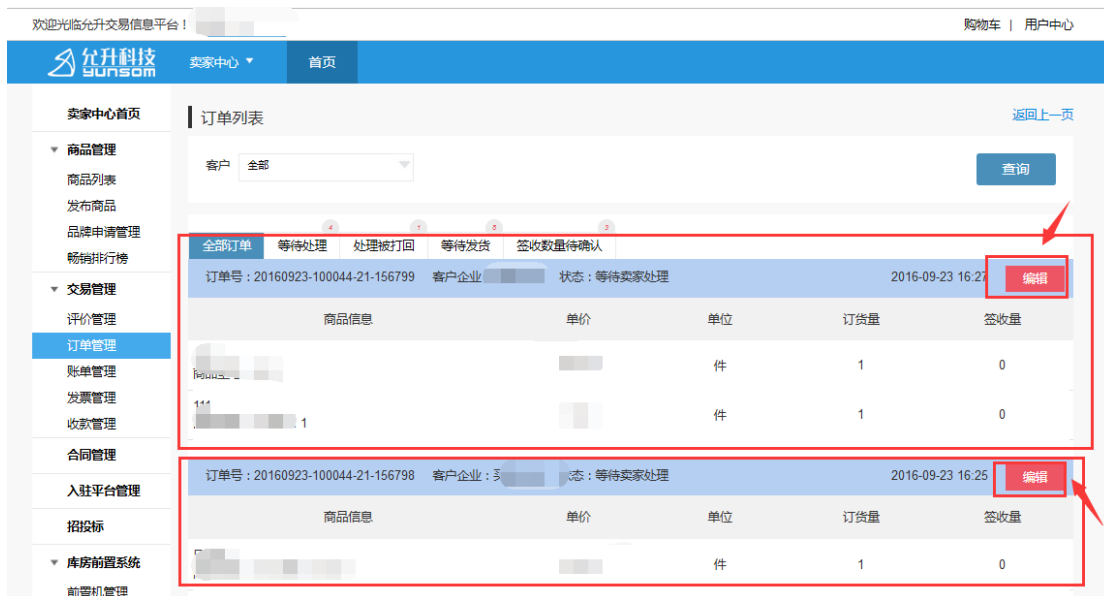 欢迎光临允升交易信息平台！
购物车 | 用户中心
允升科技
yunsom
卖家中心
首页
卖家中心首页
商品管理
商品列表
发布商品
品牌申请管理
畅销排行榜
交易管理
评价管理
订单管理
账单管理
发票管理
收款管理
合同管理
入驻平台管理
招投标
库房前置系统
前置机管理
订单列表
返回上一页
客户 全部
查询
4 1 3
全部订单 等待处理 处理被打回 等待发货 签收数量待确认
订单号：20160923-100044-21-156799 客户企业 状态：等待卖家处理 2016-09-23 16:27 编辑
商品信息 单价 单位 订货量 签收量
件 1 0
111
1 件 1 0
订单号：20160923-100044-21-156798 客户企业： 状态：等待卖家处理 2016-09-23 16:25 编辑
商品信息 单价 单位 订货量 签收量
件 1 0